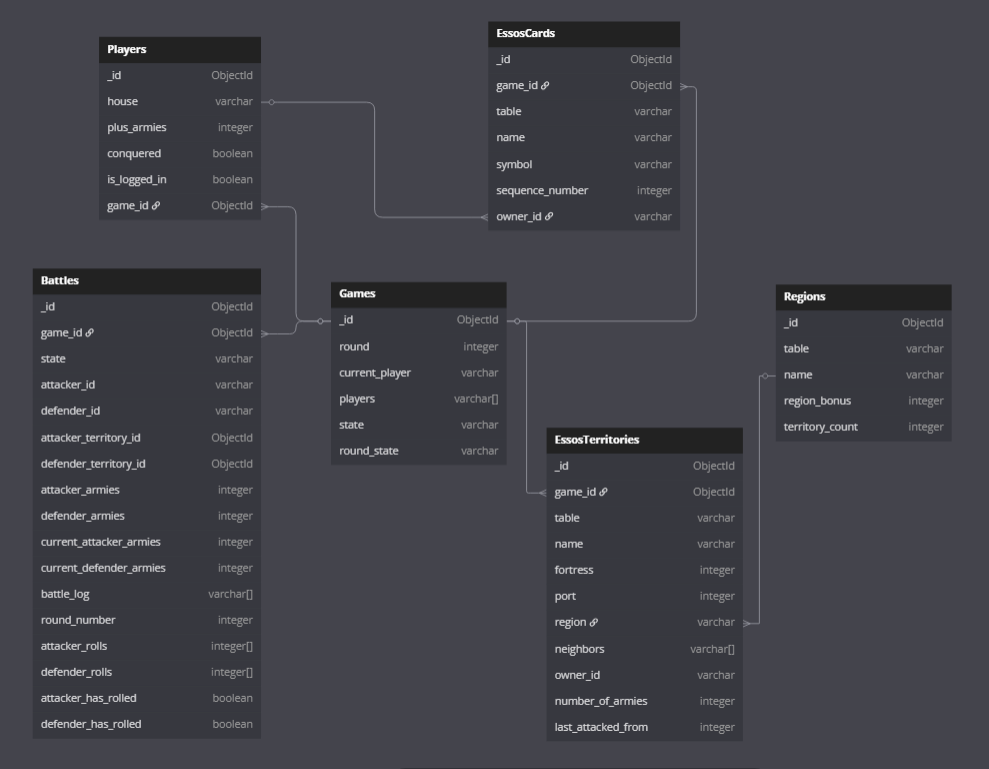 Players
_id ObjectId
house varchar
plus_armies integer
conquered boolean
is_logged_in boolean
game_id ObjectId
EssosCards
_id ObjectId
game_id ObjectId
table varchar
name varchar
symbol varchar
sequence_number integer
owner_id varchar
Battles
_id ObjectId
game_id ObjectId
state varchar
attacker_id varchar
defender_id varchar
attacker_territory_id ObjectId
defender_territory_id ObjectId
attacker_armies integer
defender_armies integer
current_attacker_armies integer
current_defender_armies integer
battle_log varchar[]
round_number integer
attacker_rolls integer[]
defender_rolls integer[]
attacker_has_rolled boolean
defender_has_rolled boolean
Games
_id ObjectId
round integer
current_player varchar
players varchar[]
state varchar
round_state varchar
EssosTerritories
_id ObjectId
game_id ObjectId
table varchar
name varchar
fortress integer
port integer
region varchar
neighbors varchar[]
owner_id varchar
number_of_armies integer
last_attacked_from integer
Regions
_id ObjectId
table varchar
name varchar
region_bonus integer
territory_count integer